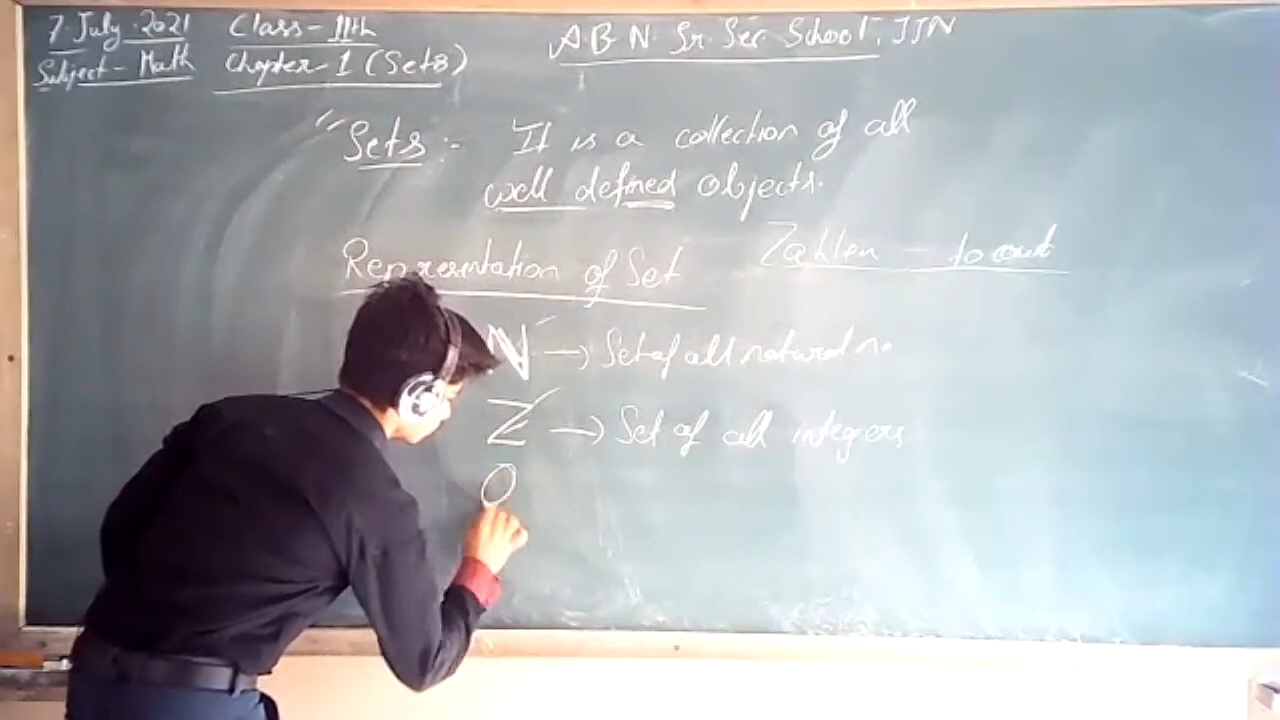 7 July 2021 Class-11th A.B.N. Sr. Sec. School, JJN
Subject - Math Chapter-1 (Sets)
"Sets :- It is a collection of all
well defined objects.
Representation of Set Zahlen - to count
N → Set of all natural no
Z → Set of all integers
Q